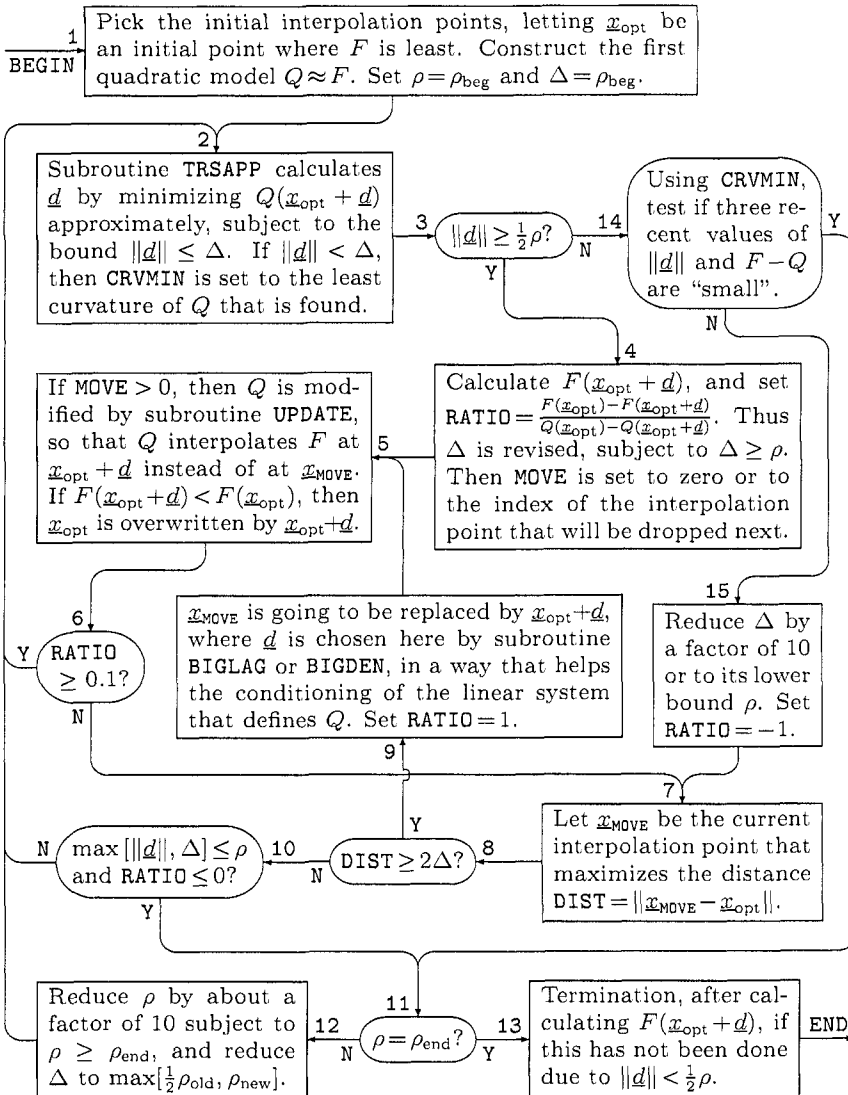 1
BEGIN
Pick the initial interpolation points, letting x_opt be
an initial point where F is least. Construct the first
quadratic model Q≈F. Set ρ=ρ_beg and Δ=ρ_beg.
2
Subroutine TRSAPP calculates
d by minimizing Q(x_opt + d)
approximately, subject to the
bound ||d|| ≤ Δ. If ||d|| < Δ,
then CRVMIN is set to the least
curvature of Q that is found.
3
||d|| ≥ ½ρ?
N
Y
14
Using CRVMIN,
test if three re-
cent values of
||d|| and F−Q
are “small”.
Y
N
4
Calculate F(x_opt + d), and set
RATIO = (F(x_opt)−F(x_opt+d))/(Q(x_opt)−Q(x_opt+d)). Thus
Δ is revised, subject to Δ ≥ ρ.
Then MOVE is set to zero or to
the index of the interpolation
point that will be dropped next.
5
If MOVE > 0, then Q is mod-
ified by subroutine UPDATE,
so that Q interpolates F at
x_opt + d instead of at x_MOVE.
If F(x_opt+d) < F(x_opt), then
x_opt is overwritten by x_opt+d.
6
RATIO
≥ 0.1?
Y
N
x_MOVE is going to be replaced by x_opt+d,
where d is chosen here by subroutine
BIGLAG or BIGDEN, in a way that helps
the conditioning of the linear system
that defines Q. Set RATIO = 1.
9
15
Reduce Δ by
a factor of 10
or to its lower
bound ρ. Set
RATIO = −1.
7
Let x_MOVE be the current
interpolation point that
maximizes the distance
DIST = ||x_MOVE − x_opt||.
8
DIST ≥ 2Δ?
Y
N
10
max [||d||, Δ] ≤ ρ
and RATIO ≤ 0?
N
Y
11
ρ = ρ_end?
N
Y
12
Reduce ρ by about a
factor of 10 subject to
ρ ≥ ρ_end, and reduce
Δ to max[½ρ_old, ρ_new].
13
Termination, after cal-
culating F(x_opt + d), if
this has not been done
due to ||d|| < ½ρ.
END